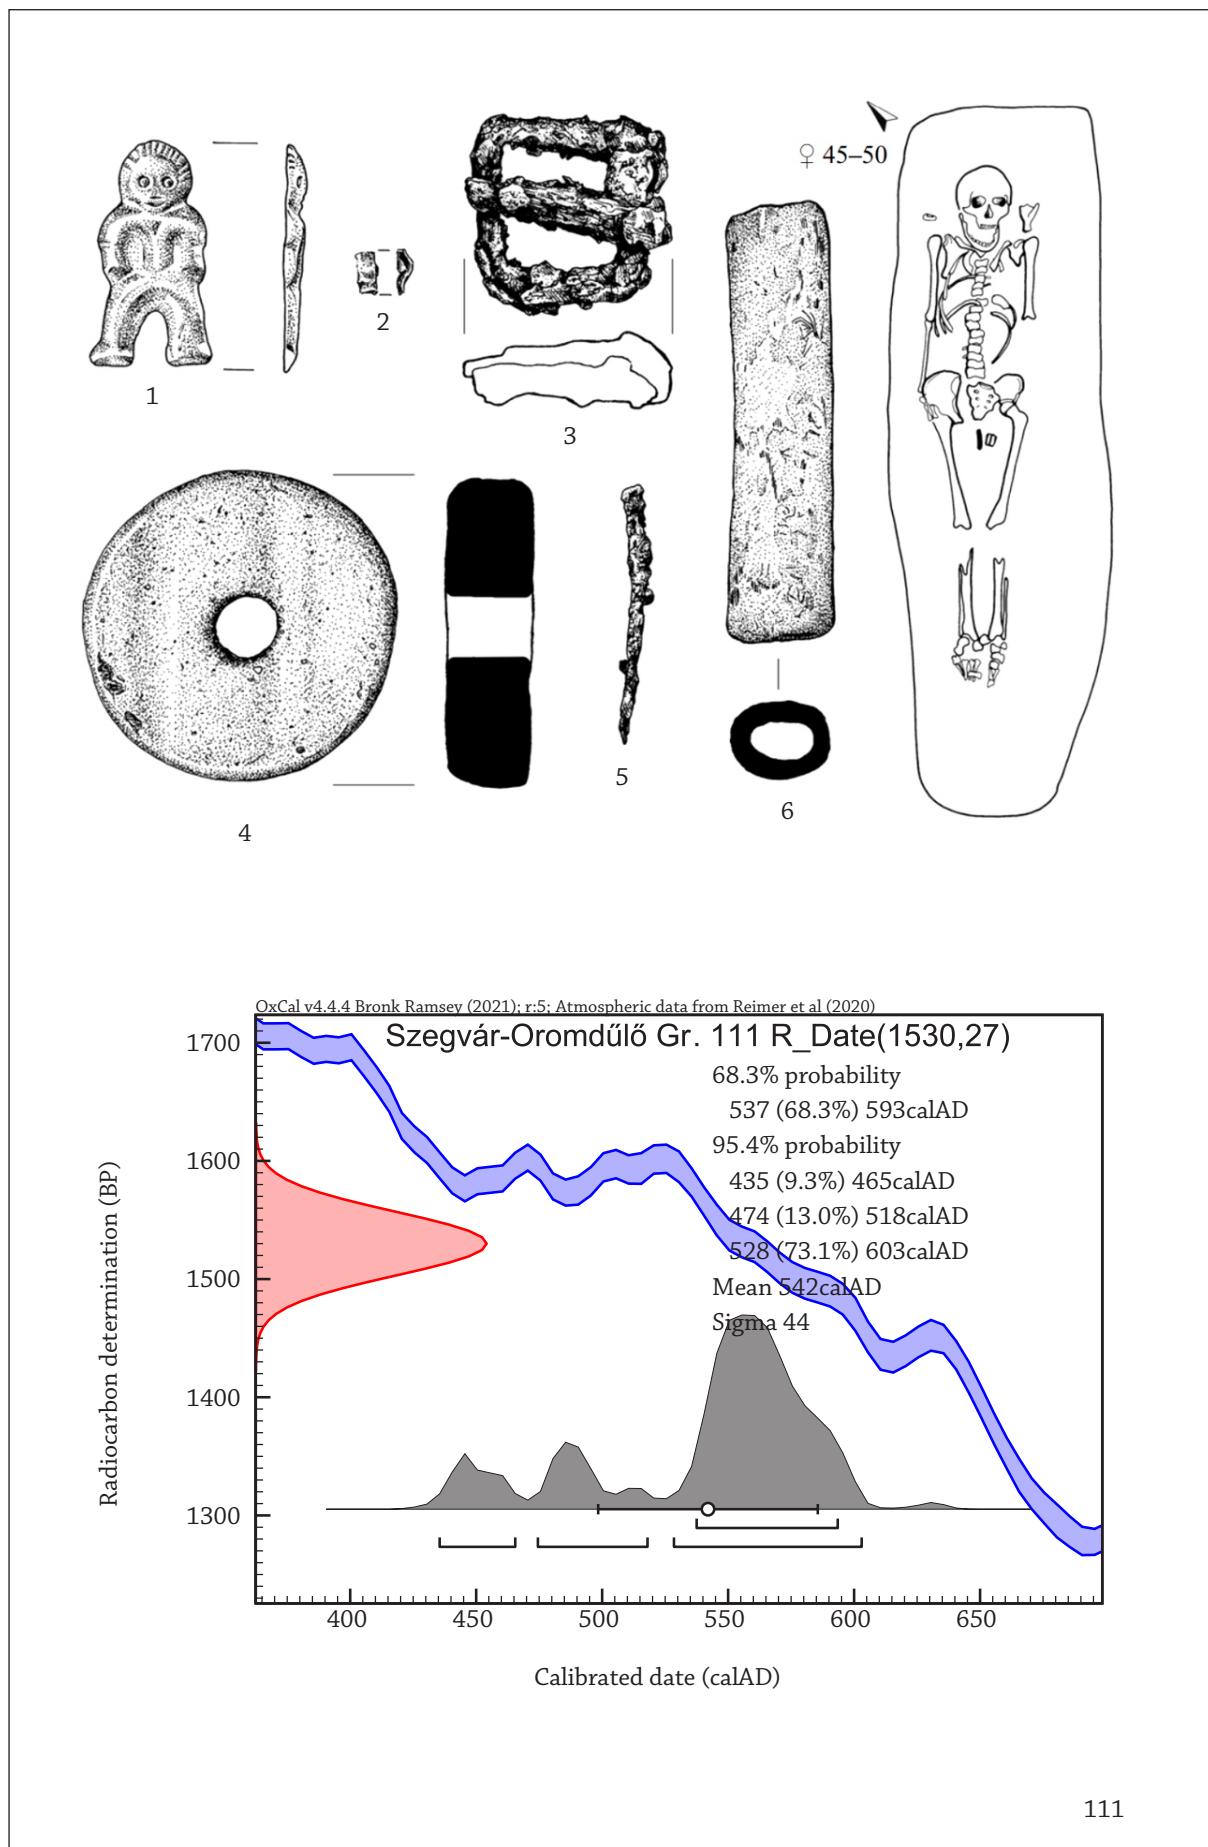 ♀ 45–50
1
2
3
4
5
6
OxCal v4.4.4 Bronk Ramsey (2021); r:5; Atmospheric data from Reimer et al (2020)
Szegvár-Oromdűlő Gr. 111 R_Date(1530,27)
68.3% probability
537 (68.3%) 593calAD
95.4% probability
435 (9.3%) 465calAD
474 (13.0%) 518calAD
528 (73.1%) 603calAD
Mean 542calAD
Sigma 44
Radiocarbon determination (BP)
1700
1600
1500
1400
1300
400 450 500 550 600 650
Calibrated date (calAD)
111